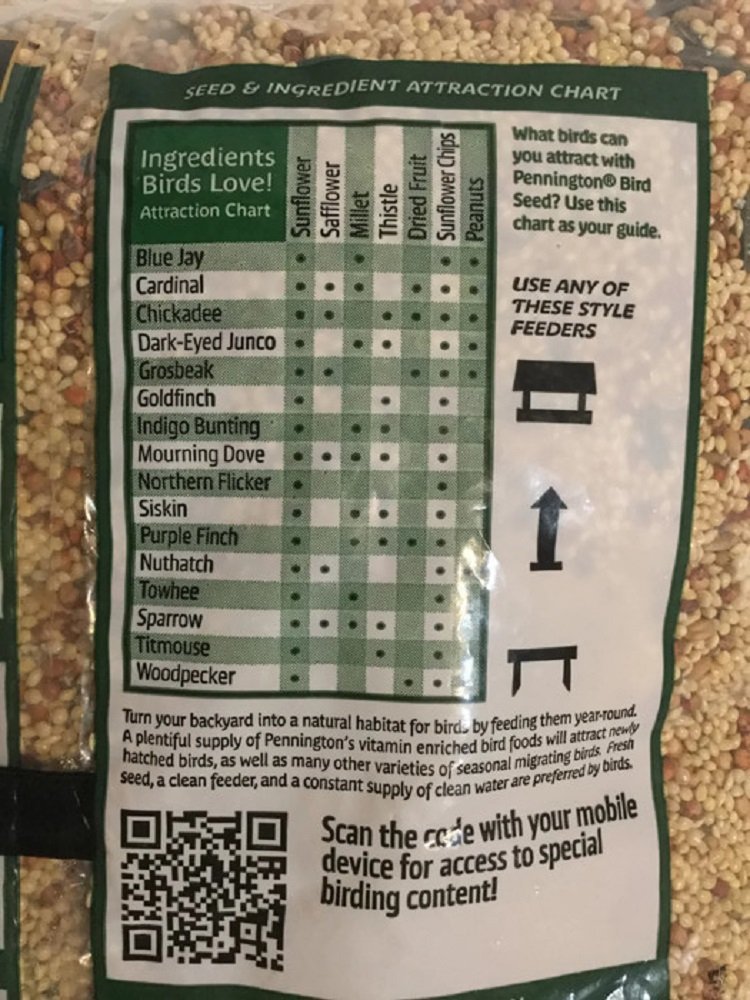 SEED & INGREDIENT ATTRACTION CHART
Ingredients
Birds Love!
Attraction Chart
Sunflower
Safflower
Millet
Thistle
Dried Fruit
Sunflower Chips
Peanuts
Blue Jay
Cardinal
Chickadee
Dark-Eyed Junco
Grosbeak
Goldfinch
Indigo Bunting
Mourning Dove
Northern Flicker
Siskin
Purple Finch
Nuthatch
Towhee
Sparrow
Titmouse
Woodpecker
What birds can
you attract with
Pennington® Bird
Seed? Use this
chart as your guide.
USE ANY OF
THESE STYLE
FEEDERS
Turn your backyard into a natural habitat for birds by feeding them year-round.
A plentiful supply of Pennington's vitamin enriched bird foods will attract newly
hatched birds, as well as many other varieties of seasonal migrating birds. Fresh
seed, a clean feeder, and a constant supply of clean water are preferred by birds.
Scan the code with your mobile
device for access to special
birding content!